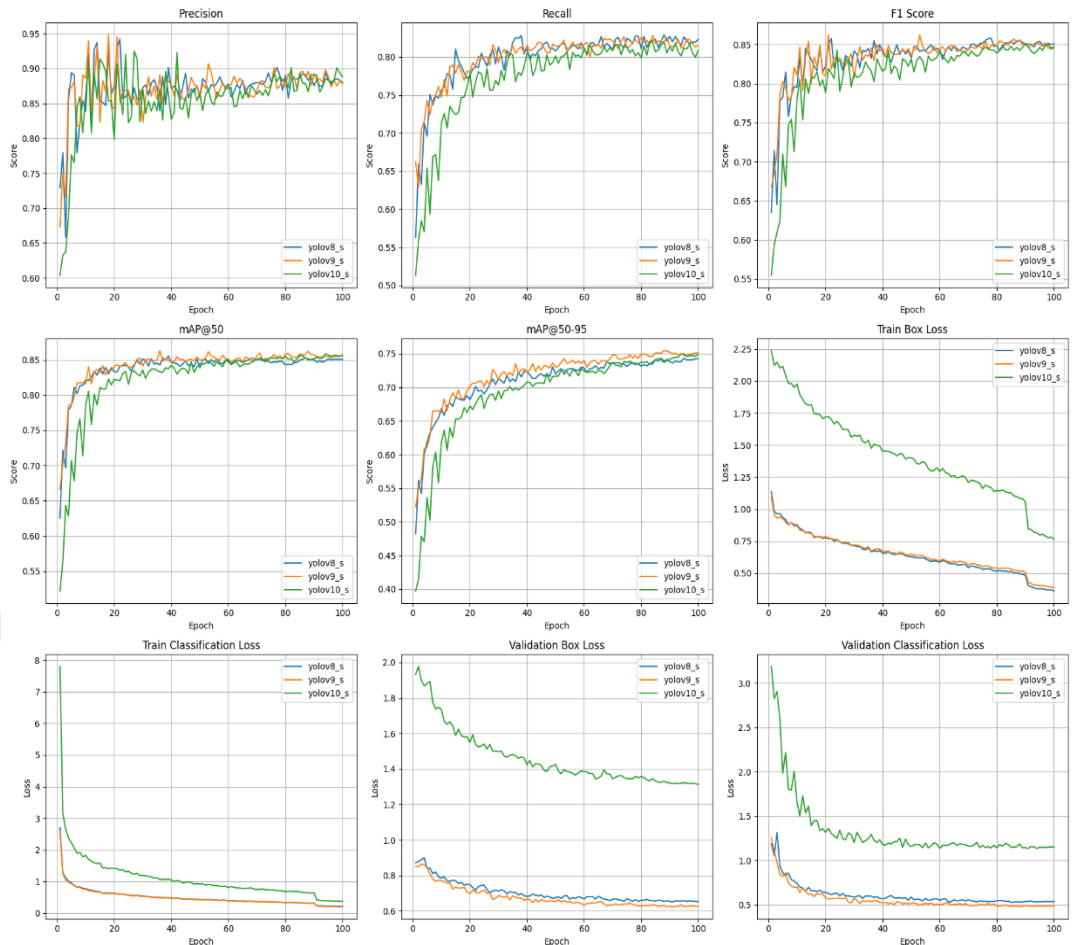 Precision
0.95
0.90
0.85
0.80
0.75
0.70
0.65
0.60
Score
0 20 40 60 80 100
Epoch
yolov8_s
yolov9_s
yolov10_s
Recall
0.80
0.75
0.70
0.65
0.60
0.55
0.50
Score
0 20 40 60 80 100
Epoch
yolov8_s
yolov9_s
yolov10_s
F1 Score
0.85
0.80
0.75
0.70
0.65
0.60
0.55
Score
0 20 40 60 80 100
Epoch
yolov8_s
yolov9_s
yolov10_s
mAP@50
0.85
0.80
0.75
0.70
0.65
0.60
0.55
Score
0 20 40 60 80 100
Epoch
yolov8_s
yolov9_s
yolov10_s
mAP@50-95
0.75
0.70
0.65
0.60
0.55
0.50
0.45
0.40
Score
0 20 40 60 80 100
Epoch
yolov8_s
yolov9_s
yolov10_s
Train Box Loss
2.25
2.00
1.75
1.50
1.25
1.00
0.75
0.50
Loss
0 20 40 60 80 100
Epoch
yolov8_s
yolov9_s
yolov10_s
Train Classification Loss
8
7
6
5
4
3
2
1
0
Loss
0 20 40 60 80 100
Epoch
yolov8_s
yolov9_s
yolov10_s
Validation Box Loss
2.0
1.8
1.6
1.4
1.2
1.0
0.8
0.6
Loss
0 20 40 60 80 100
Epoch
yolov8_s
yolov9_s
yolov10_s
Validation Classification Loss
3.0
2.5
2.0
1.5
1.0
0.5
Loss
0 20 40 60 80 100
Epoch
yolov8_s
yolov9_s
yolov10_s